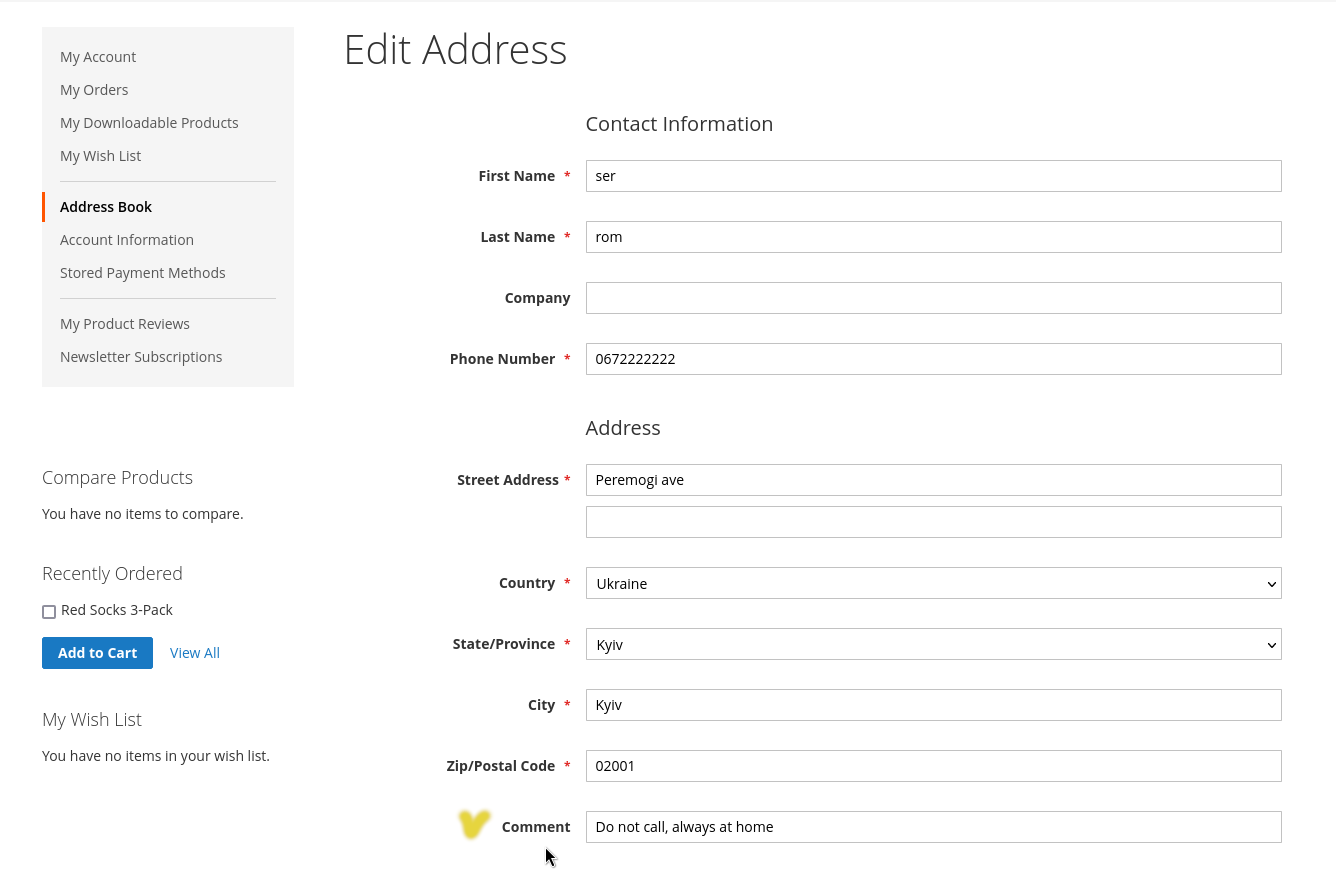 My Account
My Orders
My Downloadable Products
My Wish List
Address Book
Account Information
Stored Payment Methods
My Product Reviews
Newsletter Subscriptions
Compare Products
You have no items to compare.
Recently Ordered
Red Socks 3-Pack
Add to Cart View All
My Wish List
You have no items in your wish list.
Edit Address
Contact Information
First Name * ser
Last Name * rom
Company
Phone Number * 0672222222
Address
Street Address * Peremogi ave
Country * Ukraine
State/Province * Kyiv
City * Kyiv
Zip/Postal Code * 02001
Comment Do not call, always at home